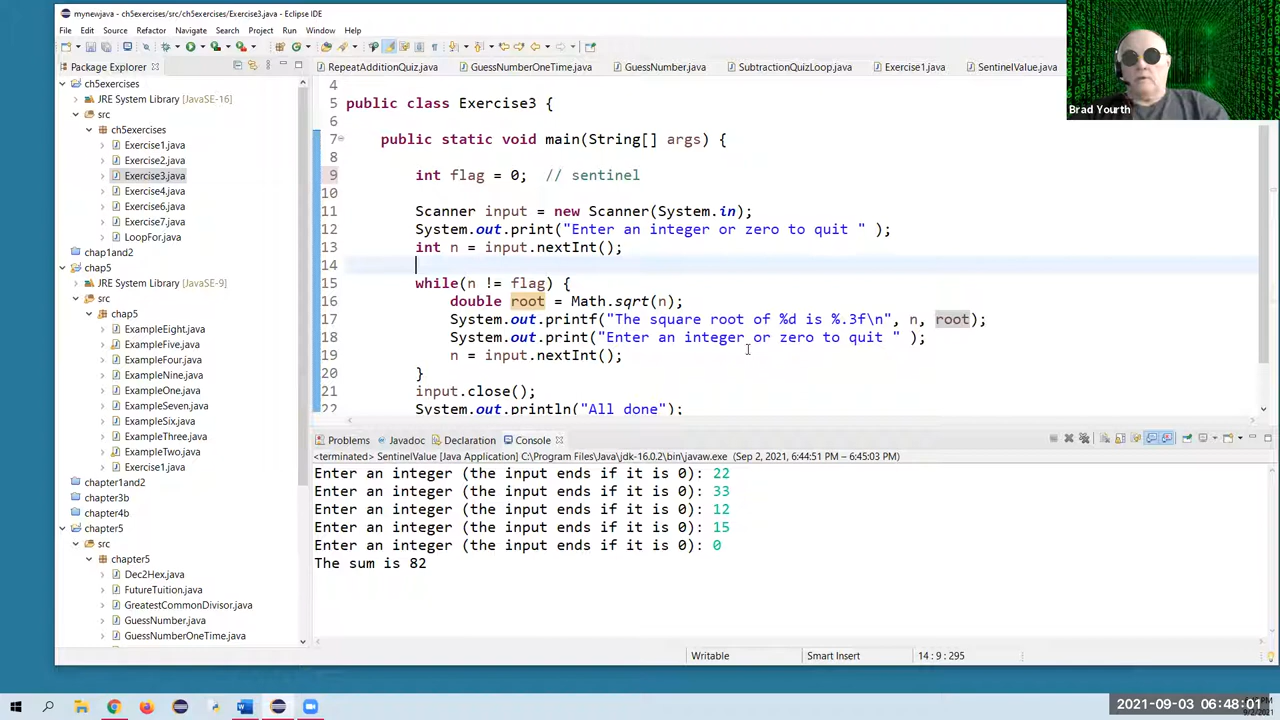 mynewjava - ch5exercises/src/ch5exercises/Exercise3.java - Eclipse IDE
File Edit Source Refactor Navigate Search Project Run Window Help
Package Explorer
RepeatAdditionQuiz.java GuessNumberOneTime.java GuessNumber.java SubtractionQuizLoop.java Exercise1.java SentinelValue.java
Brad Yourth
ch5exercises
JRE System Library [JavaSE-16]
src
ch5exercises
Exercise1.java
Exercise2.java
Exercise3.java
Exercise4.java
Exercise6.java
Exercise7.java
LoopFor.java
chap1and2
chap5
JRE System Library [JavaSE-9]
src
chap5
ExampleEight.java
ExampleFive.java
ExampleFour.java
ExampleNine.java
ExampleOne.java
ExampleSeven.java
ExampleSix.java
ExampleThree.java
ExampleTwo.java
Exercise1.java
chapter1and2
chapter3b
chapter4b
chapter5
src
chapter5
Dec2Hex.java
FutureTuition.java
GreatestCommonDivisor.java
GuessNumber.java
GuessNumberOneTime.java
4
5 public class Exercise3 {
6
7 public static void main(String[] args) {
8
9 int flag = 0; // sentinel
10
11 Scanner input = new Scanner(System.in);
12 System.out.print("Enter an integer or zero to quit " );
13 int n = input.nextInt();
14
15 while(n != flag) {
16 double root = Math.sqrt(n);
17 System.out.printf("The square root of %d is %.3f\n", n, root);
18 System.out.print("Enter an integer or zero to quit " );
19 n = input.nextInt();
20 }
21 input.close();
22 System.out.println("All done");
Problems Javadoc Declaration Console
<terminated> SentinelValue [Java Application] C:\Program Files\Java\jdk-16.0.2\bin\javaw.exe (Sep 2, 2021, 6:44:51 PM – 6:45:03 PM)
Enter an integer (the input ends if it is 0): 22
Enter an integer (the input ends if it is 0): 33
Enter an integer (the input ends if it is 0): 12
Enter an integer (the input ends if it is 0): 15
Enter an integer (the input ends if it is 0): 0
The sum is 82
Writable Smart Insert 14 : 9 : 295
2021-09-03 06:48:01